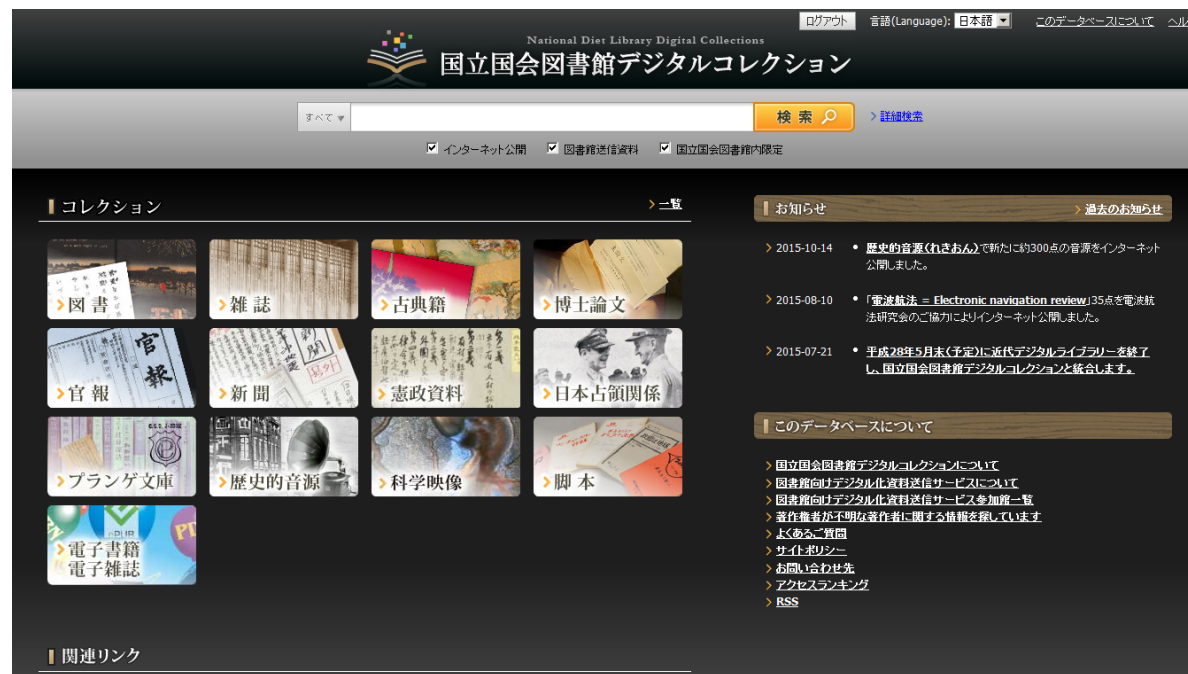 ログアウト 言語(Language): 日本語 このデータベースについて ヘル
National Diet Library Digital Collections
国立国会図書館デジタルコレクション
すべて 検索 詳細検索
インターネット公開 図書館送信資料 国立国会図書館内限定
コレクション 一覧
図書 雑誌 古典籍 博士論文
官報 新聞 憲政資料 日本占領関係
プランゲ文庫 歴史的音源 科学映像 脚本
電子書籍
電子雑誌
関連リンク
お知らせ 過去のお知らせ
2015-10-14 歴史的音源(れきおん)で新たに約300点の音源をインターネット
公開しました。
2015-08-10 「電波航法 = Electronic navigation review」35点を電波航
法研究会のご協力によりインターネット公開しました。
2015-07-21 平成28年5月末(予定)に近代デジタルライブラリーを終了
し、国立国会図書館デジタルコレクションと統合します。
このデータベースについて
国立国会図書館デジタルコレクションについて
図書館向けデジタル化資料送信サービスについて
図書館向けデジタル化資料送信サービス参加館一覧
著作権者が不明な著作者に関する情報を探しています
よくあるご質問
サイトポリシー
お問い合わせ先
アクセスランキング
RSS